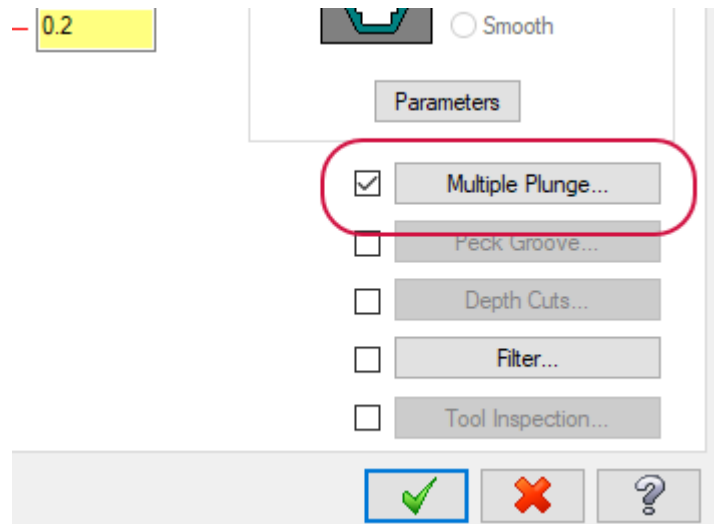 0.2
Smooth
Parameters
Multiple Plunge...
Peck Groove...
Depth Cuts...
Filter...
Tool Inspection...